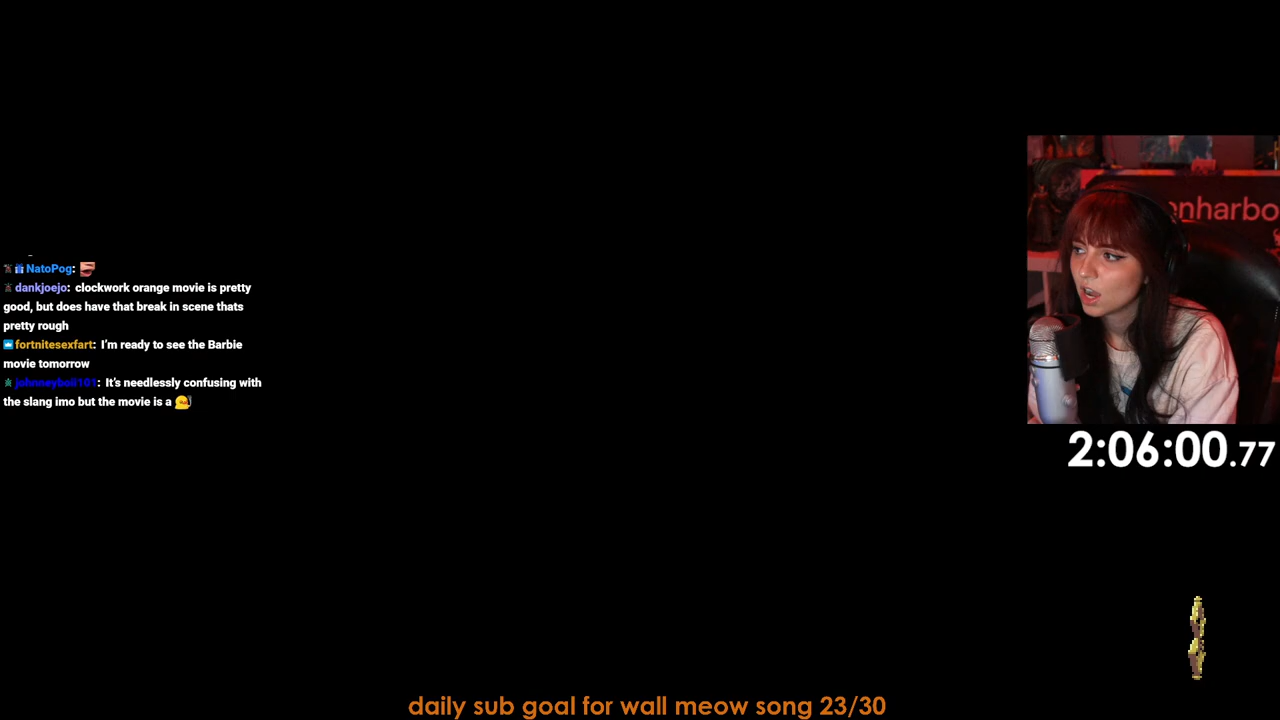 NatoPog:
dankjoejo: clockwork orange movie is pretty
good, but does have that break in scene thats
pretty rough
fortnitesexfart: I'm ready to see the Barbie
movie tomorrow
johnneyboii101: It's needlessly confusing with
the slang imo but the movie is a
enharbo
2:06:00.77
daily sub goal for wall meow song 23/30